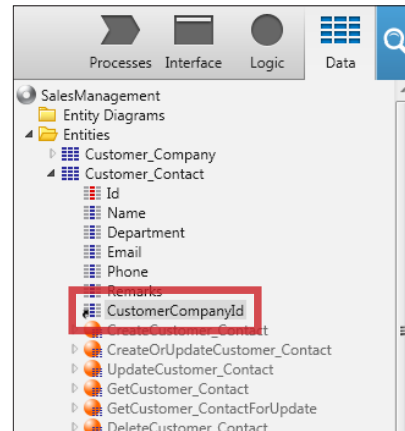 Processes Interface Logic Data
SalesManagement
Entity Diagrams
Entities
Customer_Company
Customer_Contact
Id
Name
Department
Email
Phone
Remarks
CustomerCompanyId
CreateCustomer_Contact
CreateOrUpdateCustomer_Contact
UpdateCustomer_Contact
GetCustomer_Contact
GetCustomer_ContactForUpdate
DeleteCustomer_Contact